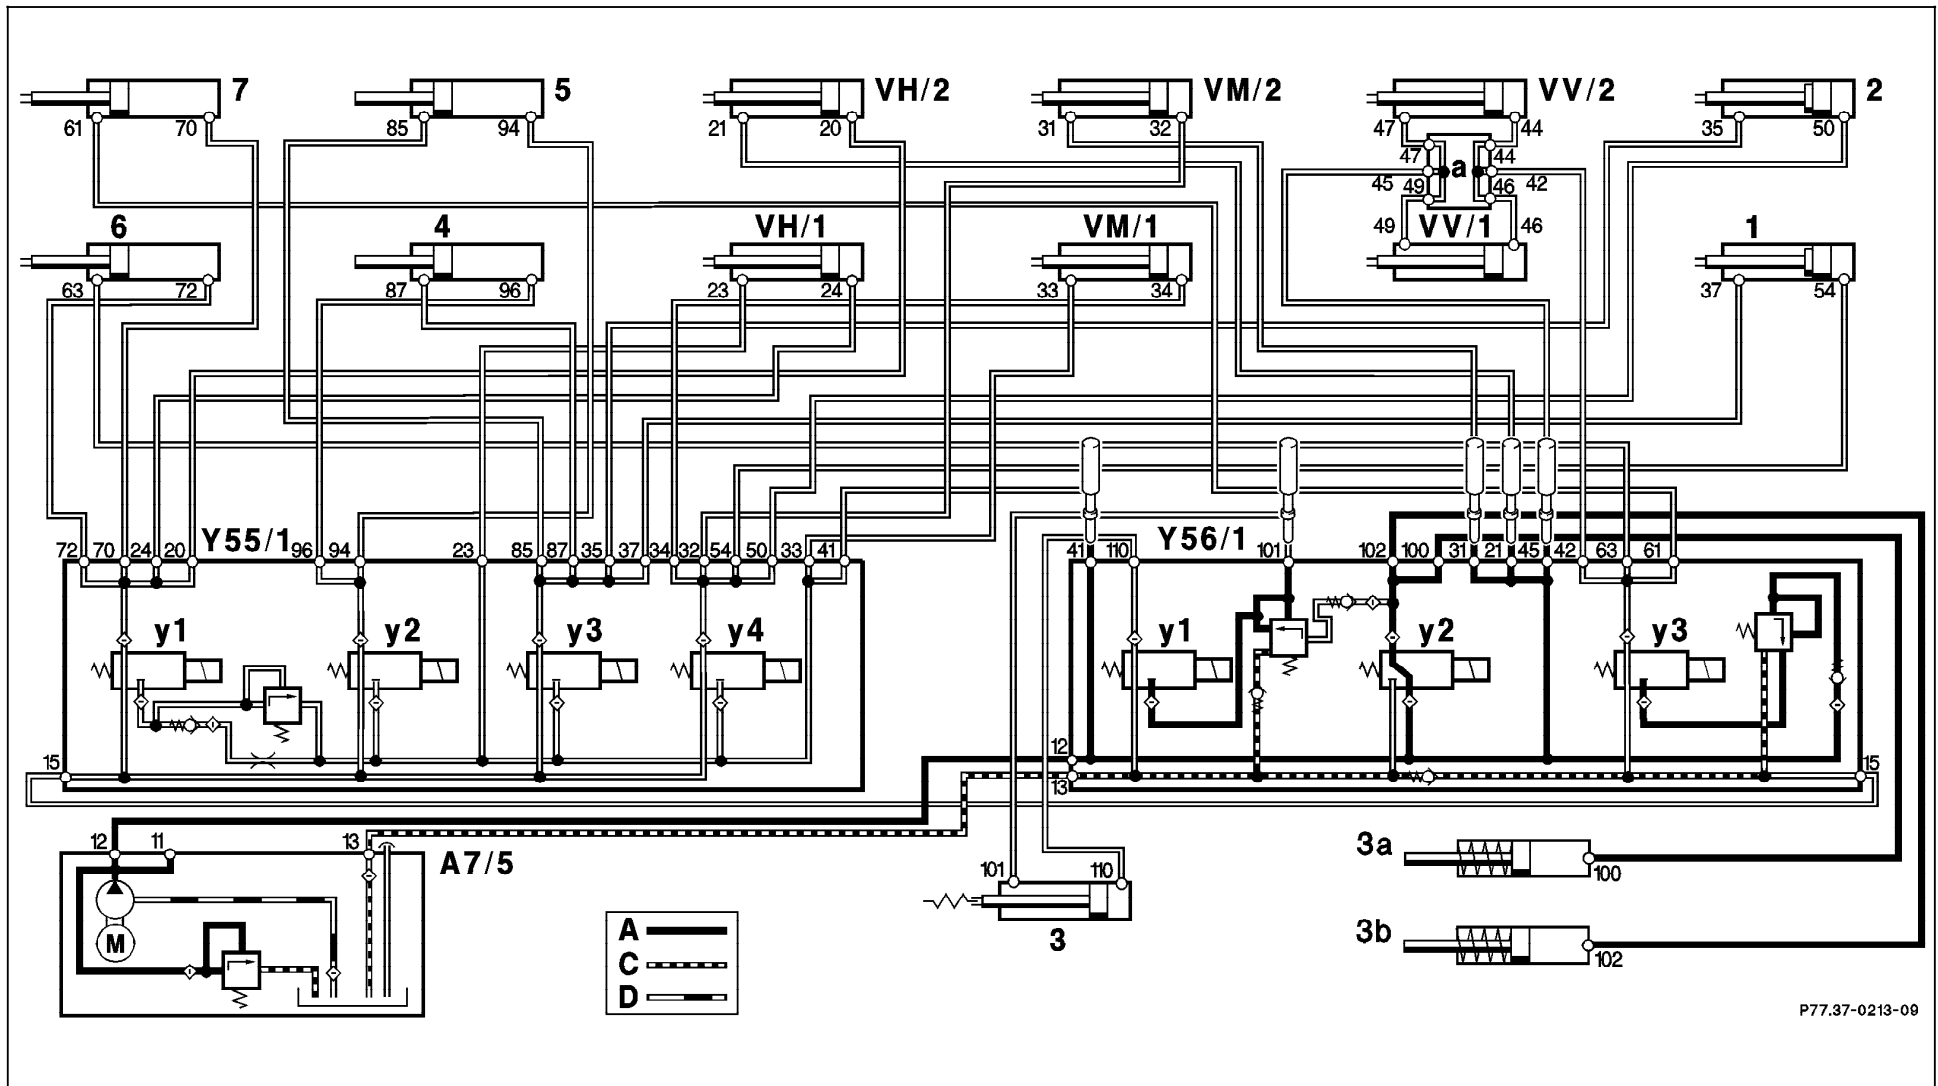 7 5 VH/2 VM/2 VV/2 2
61 70 85 94 21 20 31 32 47 44 35 50
47 44
a
45 49 46 42
6 4 VH/1 VM/1 49 VV/1 46 1
63 72 87 96 23 24 33 34 37 54
Y55/1 Y56/1
72 70 24 20 96 94 23 85 87 35 37 34 32 54 50 33 41 41 110 101 102 100 31 21 45 42 63 61
y1 y2 y3 y4 y1 y2 y3
15 12 15
13
12 11 13 A7/5
3a 100
101 110
M
A
C
D
3
3b 102
P77.37-0213-09